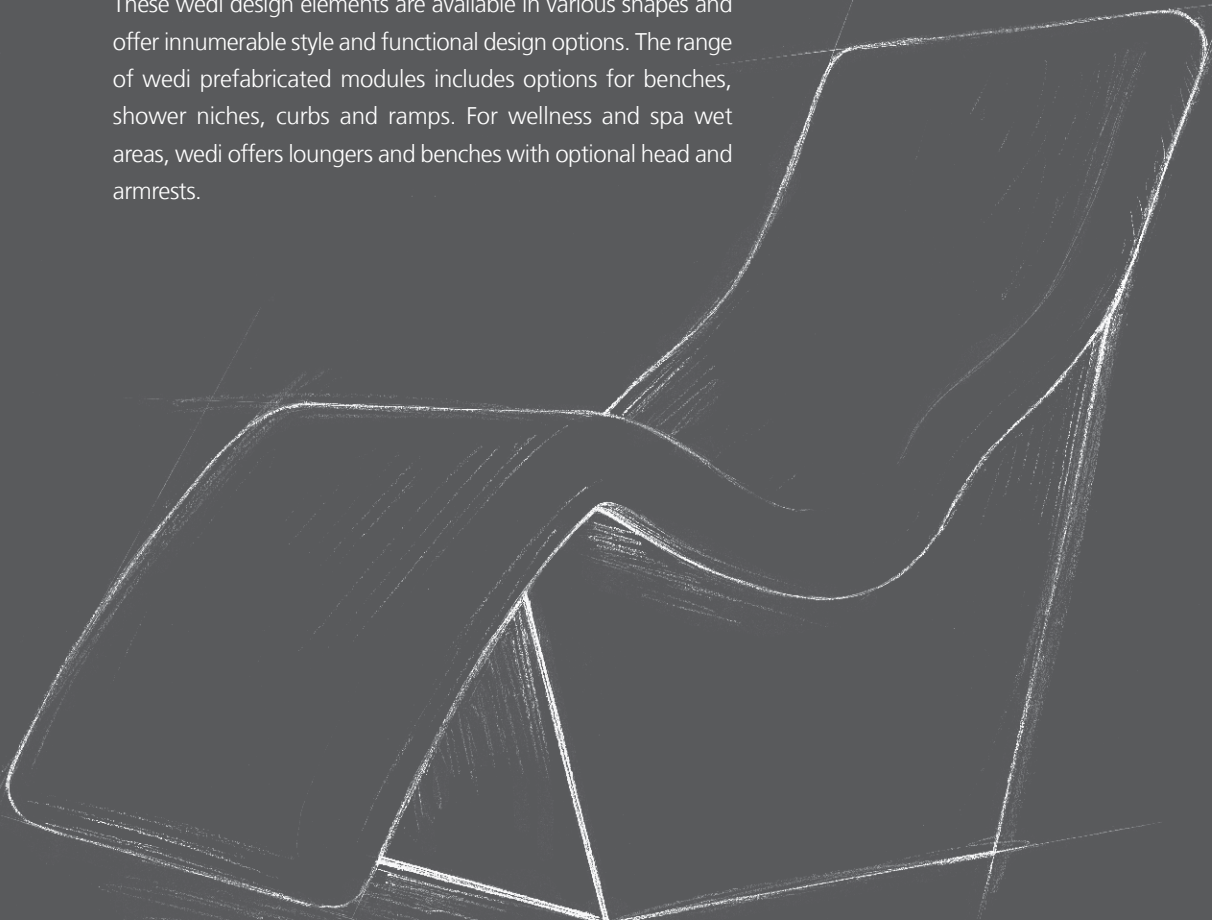 These wedi design elements are available in various shapes and
offer innumerable style and functional design options. The range
of wedi prefabricated modules includes options for benches,
shower niches, curbs and ramps. For wellness and spa wet
areas, wedi offers loungers and benches with optional head and
armrests.